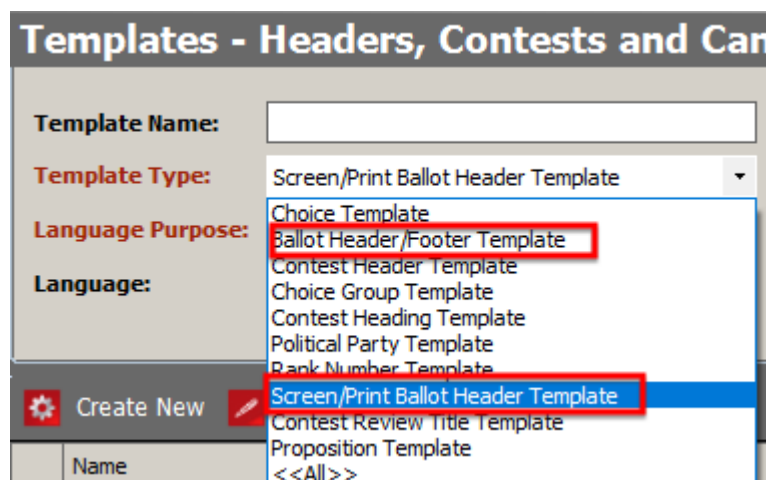 Templates - Headers, Contests and Can
Template Name:
Template Type: Screen/Print Ballot Header Template
Choice Template
Language Purpose: Ballot Header/Footer Template
Contest Header Template
Language: Choice Group Template
Contest Heading Template
Political Party Template
Rank Number Template
Create New Screen/Print Ballot Header Template
Contest Review Title Template
Proposition Template
Name <<All>>